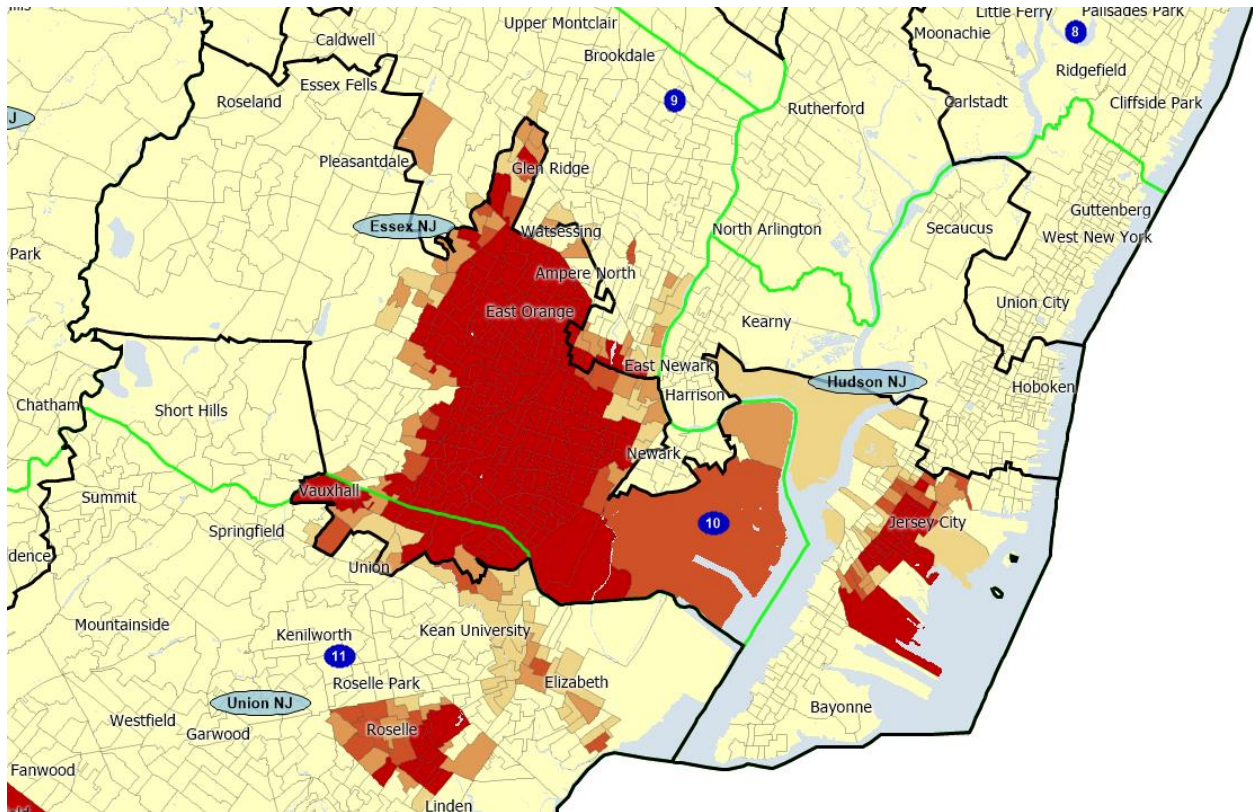 Upper Montclair
Little Ferry
Palisades Park
8
Moonachie
Caldwell
Brookdale
Ridgefield
Essex Fells
Roseland
9
Rutherford
Carlstadt
Cliffside Park
J
Pleasantdale
Glen Ridge
Guttenberg
Essex NJ
Watsessing
North Arlington
Secaucus
West New York
Park
Ampere North
East Orange
Union City
Kearny
East Newark
Hudson NJ
Hoboken
Harrison
Chatham
Short Hills
Newark
Vauxhall
Summit
Springfield
10
Jersey City
dence
Union
Mountainside
Kenilworth
Kean University
11
Roselle Park
Elizabeth
Union NJ
Westfield
Roselle
Garwood
Bayonne
Fanwood
Linden